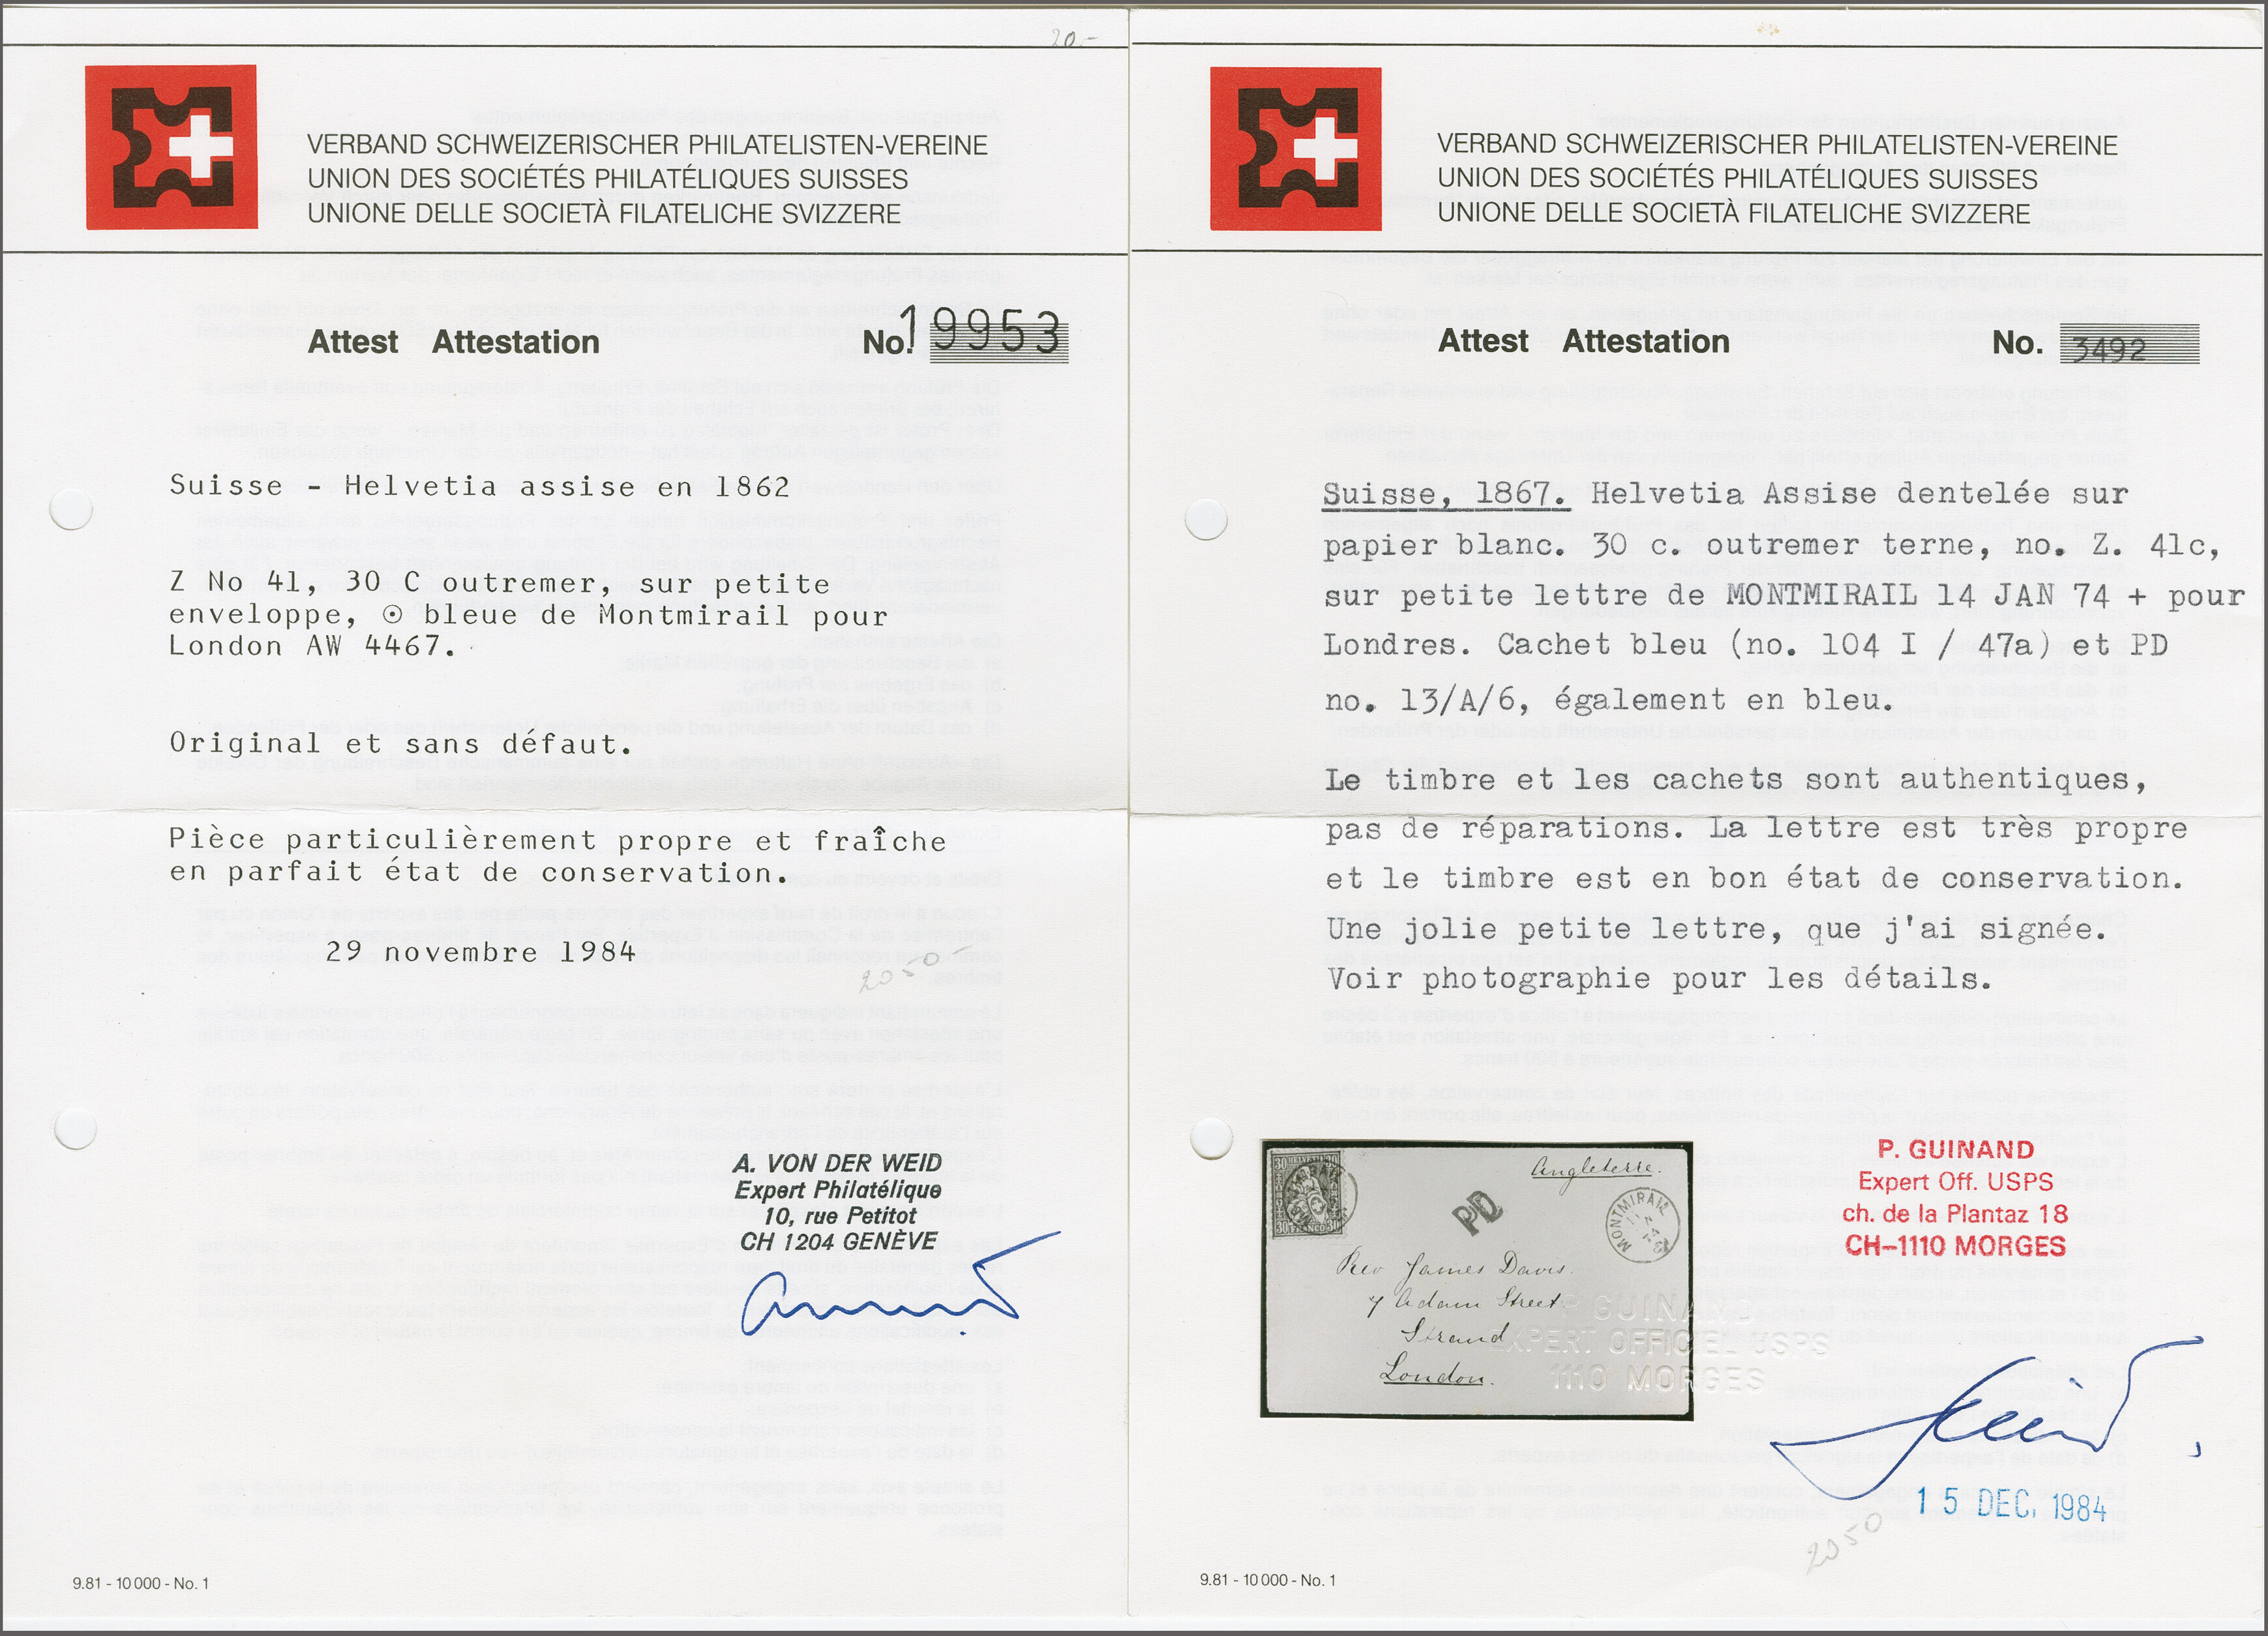 20.-
VERBAND SCHWEIZERISCHER PHILATELISTEN-VEREINE
UNION DES SOCIÉTÉS PHILATÉLIQUES SUISSES
UNIONE DELLE SOCIETÀ FILATELICHE SVIZZERE
Attest Attestation No. 19953
Suisse - Helvetia assise en 1862
Z No 41, 30 C outremer, sur petite
enveloppe, ⊙ bleue de Montmirail pour
London AW 4467.
Original et sans défaut.
Pièce particulièrement propre et fraîche
en parfait état de conservation.
29 novembre 1984
2050
A. VON DER WEID
Expert Philatélique
10, rue Petitot
CH 1204 GENÈVE
9.81 - 10 000 - No. 1
VERBAND SCHWEIZERISCHER PHILATELISTEN-VEREINE
UNION DES SOCIÉTÉS PHILATÉLIQUES SUISSES
UNIONE DELLE SOCIETÀ FILATELICHE SVIZZERE
Attest Attestation No. 3492
Suisse, 1867. Helvetia Assise dentelée sur
papier blanc. 30 c. outremer terne, no. Z. 41c,
sur petite lettre de MONTMIRAIL 14 JAN 74 + pour
Londres. Cachet bleu (no. 104 I / 47a) et PD
no. 13/A/6, également en bleu.
Le timbre et les cachets sont authentiques,
pas de réparations. La lettre est très propre
et le timbre est en bon état de conservation.
Une jolie petite lettre, que j'ai signée.
Voir photographie pour les détails.
Angleterre.
30 HELVETIA 30
30 FRANCO 30
PD
MONTMIRAIL
Rev James Davis
7 Adam Street
Strand
London.
P. GUINAND
EXPERT OFFICIEL USPS
1110 MORGES
P. GUINAND
Expert Off. USPS
ch. de la Plantaz 18
CH-1110 MORGES
15 DEC. 1984
2050
9.81 - 10 000 - No. 1